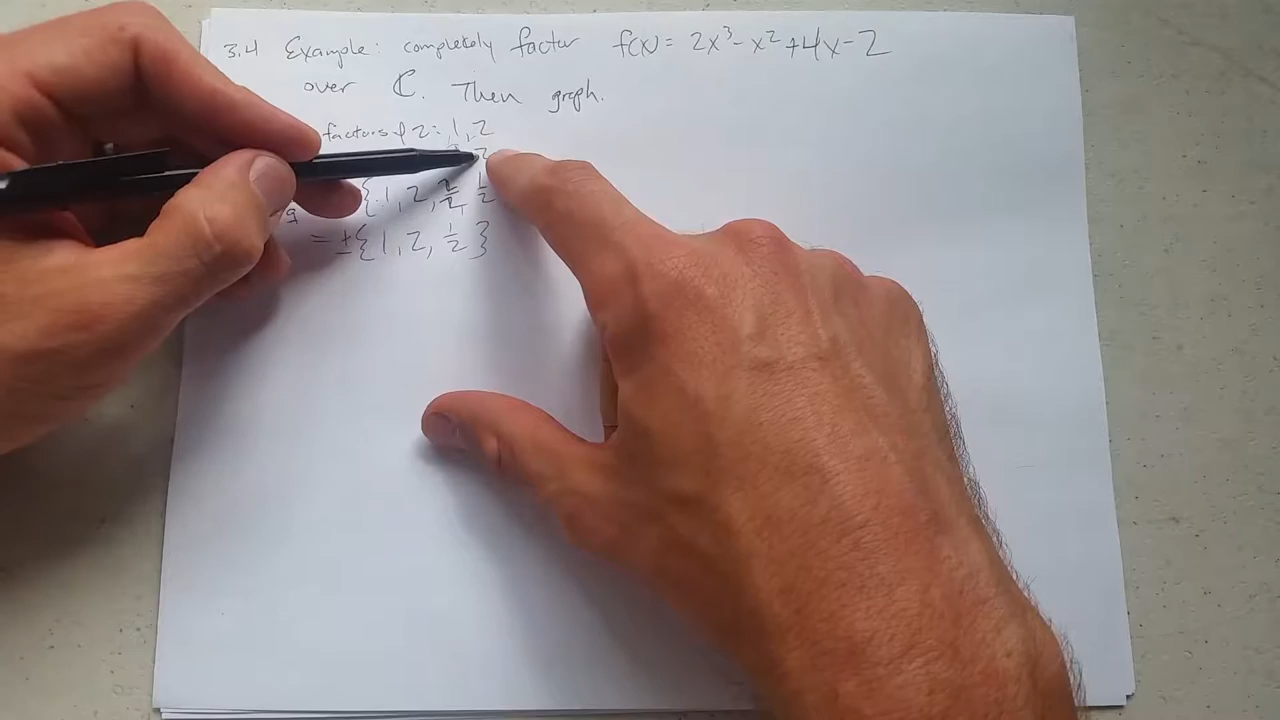 3.4 Example: completely factor f(x) = 2x³ - x² + 4x - 2
over ℂ. Then graph.
factors of 2: 1, 2
2
{ 1, 2, 2/2, 1/2
q
= ± { 1, 2, 1/2 }